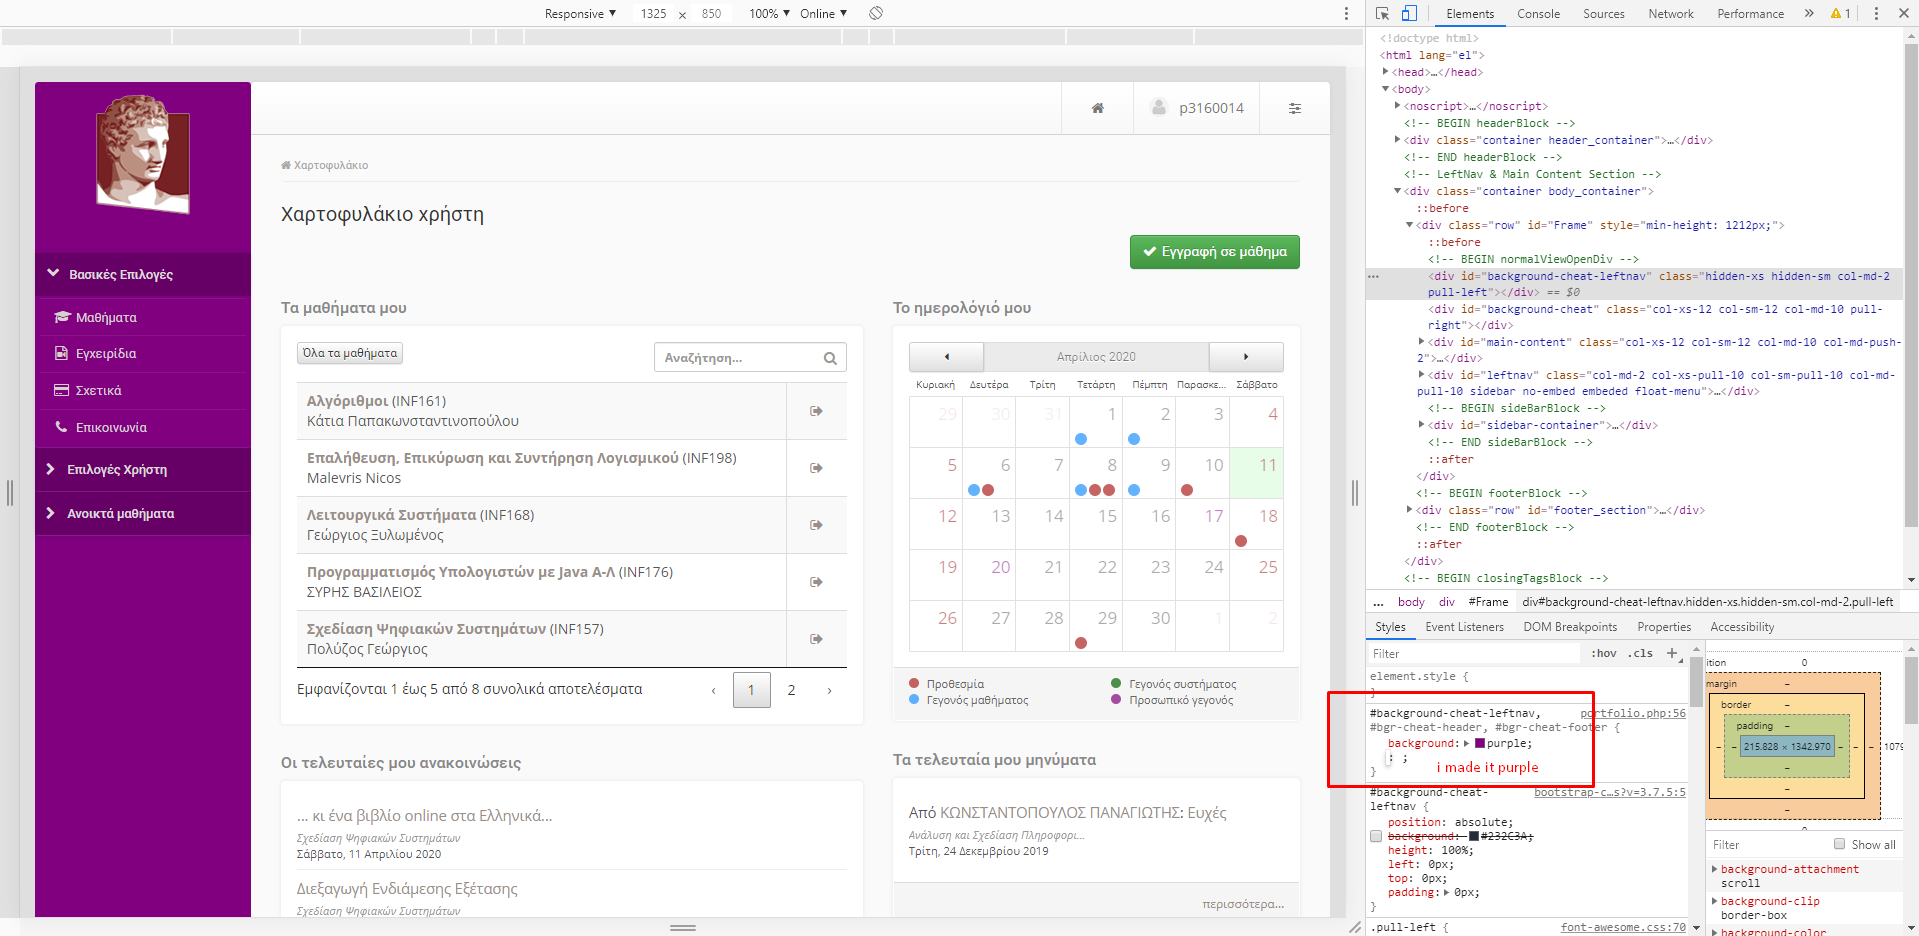 Responsive ▼ 1325 × 850 100% ▼ Online ▼
Χαρτοφυλάκιο
p3160014
Χαρτοφυλάκιο χρήστη
Εγγραφή σε μάθημα
Βασικές Επιλογές
Μαθήματα
Εγχειρίδια
Σχετικά
Επικοινωνία
Επιλογές Χρήστη
Ανοικτά μαθήματα
Τα μαθήματα μου
Όλα τα μαθήματα
Αναζήτηση...
Αλγόριθμοι (INF161)
Κάτια Παπακωνσταντινοπούλου
Επαλήθευση, Επικύρωση και Συντήρηση Λογισμικού (INF198)
Malevris Nicos
Λειτουργικά Συστήματα (INF168)
Γεώργιος Ξυλωμένος
Προγραμματισμός Υπολογιστών με Java Α-Λ (INF176)
ΣΥΡΗΣ ΒΑΣΙΛΕΙΟΣ
Σχεδίαση Ψηφιακών Συστημάτων (INF157)
Πολύζος Γεώργιος
Εμφανίζονται 1 έως 5 από 8 συνολικά αποτελέσματα ‹ 1 2 ›
Το ημερολόγιό μου
Απρίλιος 2020
Κυριακή Δευτέρα Τρίτη Τετάρτη Πέμπτη Παρασκε... Σάββατο
29 30 31 1 2 3 4
5 6 7 8 9 10 11
12 13 14 15 16 17 18
19 20 21 22 23 24 25
26 27 28 29 30 1 2
Προθεσμία Γεγονός συστήματος
Γεγονός μαθήματος Προσωπικό γεγονός
Οι τελευταίες μου ανακοινώσεις
... κι ένα βιβλίο online στα Ελληνικά...
Σχεδίαση Ψηφιακών Συστημάτων
Σάββατο, 11 Απριλίου 2020
Διεξαγωγή Ενδιάμεσης Εξέτασης
Σχεδίαση Ψηφιακών Συστημάτων
Τα τελευταία μου μηνύματα
Από ΚΩΝΣΤΑΝΤΟΠΟΥΛΟΣ ΠΑΝΑΓΙΩΤΗΣ: Ευχές
Ανάλυση και Σχεδίαση Πληροφορι...
Τρίτη, 24 Δεκεμβρίου 2019
περισσότερα...
Elements Console Sources Network Performance » 1
<!doctype html>
<html lang="el">
<head>…</head>
<body>
<noscript>…</noscript>
<!-- BEGIN headerBlock -->
<div class="container header_container">…</div>
<!-- END headerBlock -->
<!-- LeftNav & Main Content Section -->
<div class="container body_container">
::before
<div class="row" id="Frame" style="min-height: 1212px;">
::before
<!-- BEGIN normalViewOpenDiv -->
<div id="background-cheat-leftnav" class="hidden-xs hidden-sm col-md-2
pull-left"></div> == $0
<div id="background-cheat" class="col-xs-12 col-sm-12 col-md-10 pull-
right"></div>
<div id="main-content" class="col-xs-12 col-sm-12 col-md-10 col-md-push-
2">…</div>
<div id="leftnav" class="col-md-2 col-xs-pull-10 col-sm-pull-10 col-md-
pull-10 sidebar no-embed embeded float-menu">…</div>
<!-- BEGIN sideBarBlock -->
<div id="sidebar-container">…</div>
<!-- END sideBarBlock -->
::after
</div>
<!-- BEGIN footerBlock -->
<div class="row" id="footer_section">…</div>
<!-- END footerBlock -->
::after
</div>
<!-- BEGIN closingTagsBlock -->
... body div #Frame div#background-cheat-leftnav.hidden-xs.hidden-sm.col-md-2.pull-left
Styles Event Listeners DOM Breakpoints Properties Accessibility
Filter :hov .cls +
element.style {
}
#background-cheat-leftnav, portfolio.php:56
#bgr-cheat-header, #bgr-cheat-footer {
background: purple;
: ;
i made it purple
}
#background-cheat- bootstrap-c…s?v=3.7.5:5
leftnav {
position: absolute;
background: #232C3A;
height: 100%;
left: 0px;
top: 0px;
padding: 0px;
}
.pull-left { font-awesome.css:70
ition 0
margin –
border –
padding –
– – 215.828 × 1342.970 – – – 1079
–
–
–
Filter Show all
background-attachment
scroll
background-clip
border-box
background-color